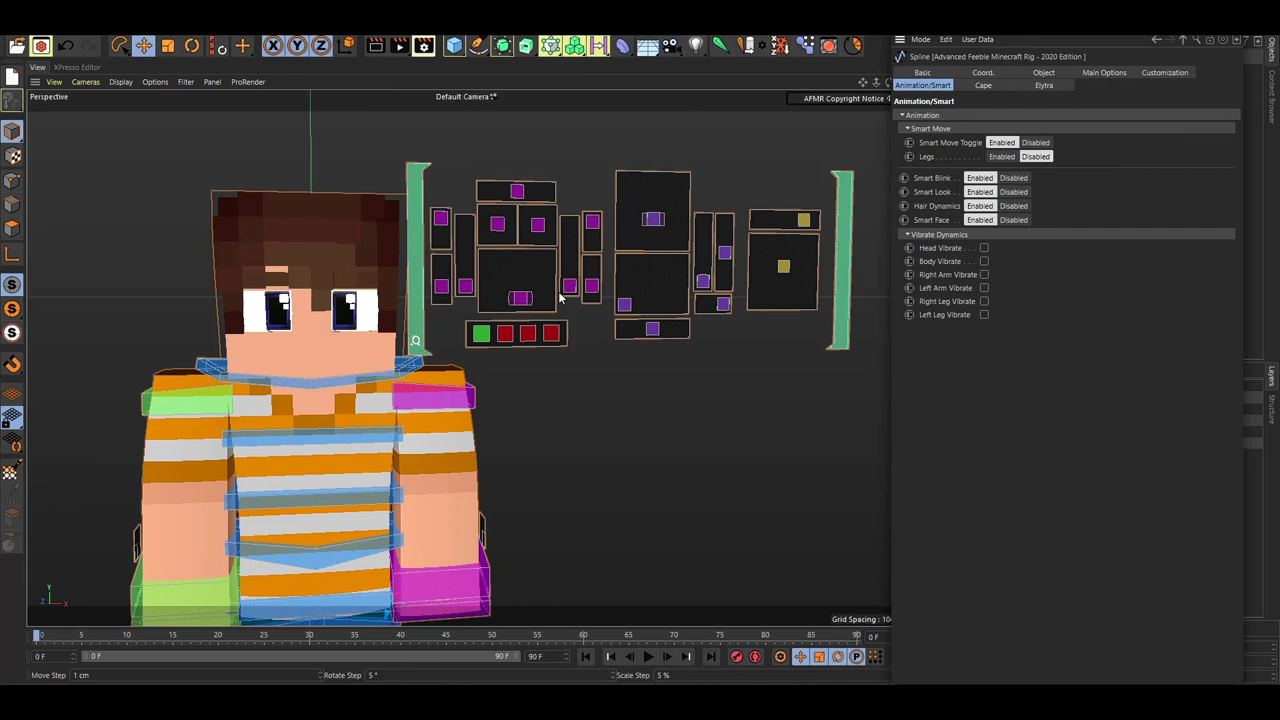 Mode Edit User Data
View XPresso Editor
Spline [Advanced Feeble Minecraft Rig - 2020 Edition ]
Basic Coord. Object Main Options Customization
View Cameras Display Options Filter Panel ProRender
Animation/Smart Cape Elytra
Perspective Default Camera AFMR Copyright Notice
Animation/Smart
Animation
Smart Move
Smart Move Toggle Enabled Disabled
Legs . . . . . . . . . . Enabled Disabled
Smart Blink . Enabled Disabled
Smart Look . Enabled Disabled
Hair Dynamics Enabled Disabled
Smart Face . Enabled Disabled
Vibrate Dynamics
Head Vibrate . . .
Body Vibrate . . .
Right Arm Vibrate
Left Arm Vibrate .
Right Leg Vibrate
Left Leg Vibrate
Objects
Content Browser
Layers
Structure
Y
Z X
Grid Spacing : 10
0 5 10 15 20 25 30 35 40 45 50 55 60 65 70 75 80 85 90 0 F
0 F 0 F 90 F 90 F
Move Step 1 cm Rotate Step 5 ° Scale Step 5 %